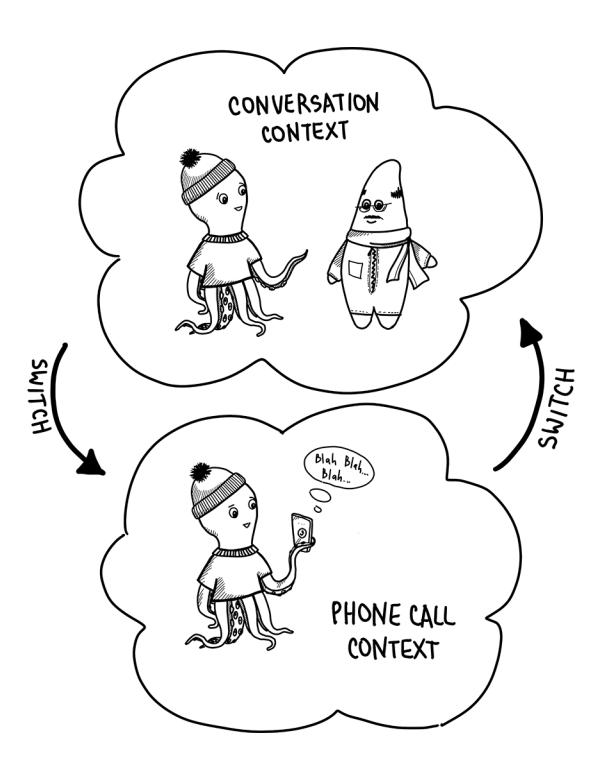 CONVERSATION
CONTEXT
SWITCH
SWITCH
Blah Blah...
Blah...
PHONE CALL
CONTEXT